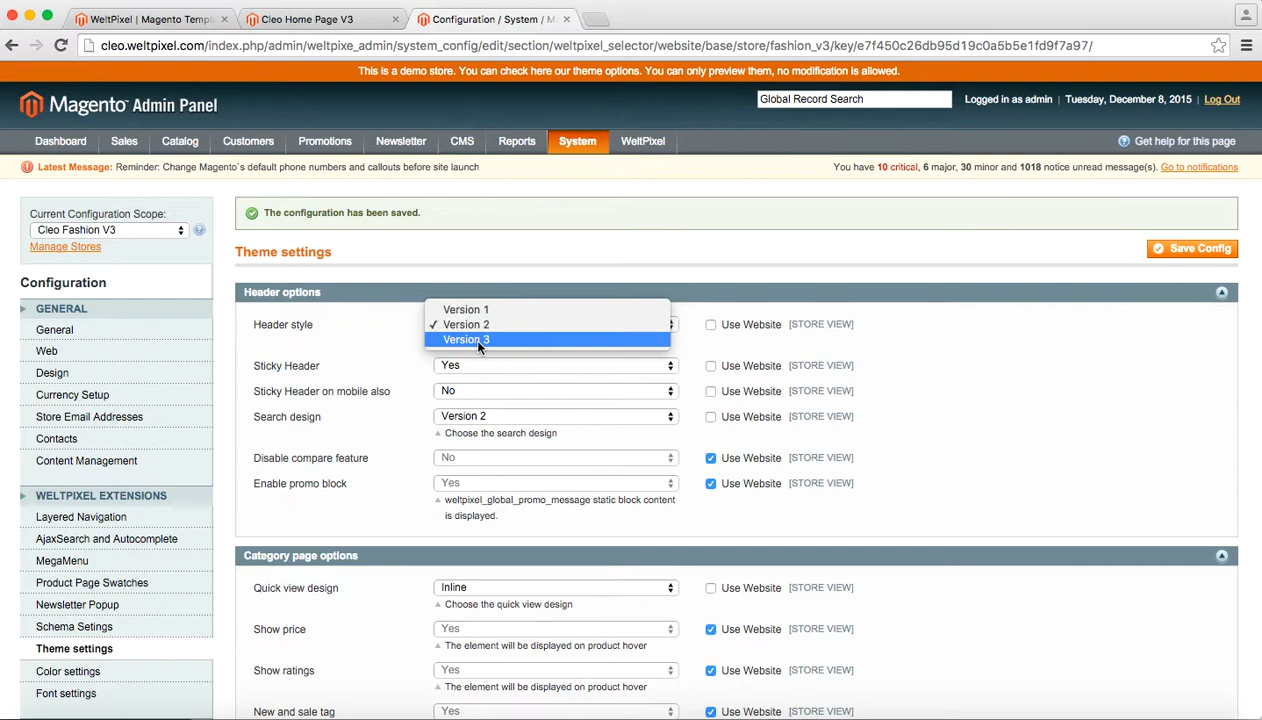 WeltPixel | Magento Templ
Cleo Home Page V3
Configuration / System / M
cleo.weltpixel.com/index.php/admin/weltpixe_admin/system_config/edit/section/weltpixel_selector/website/base/store/fashion_v3/key/e7f450c26db95d19c0a5b5e1fd9f7a97/
This is a demo store. You can check here our theme options. You can only preview them, no modification is allowed.
Magento Admin Panel
Global Record Search
Logged in as admin | Tuesday, December 8, 2015 | Log Out
Dashboard Sales Catalog Customers Promotions Newsletter CMS Reports System WeltPixel
Get help for this page
Latest Message: Reminder: Change Magento`s default phone numbers and callouts before site launch
You have 10 critical, 6 major, 30 minor and 1018 notice unread message(s). Go to notifications
Current Configuration Scope:
Cleo Fashion V3
Manage Stores
Configuration
GENERAL
General
Web
Design
Currency Setup
Store Email Addresses
Contacts
Content Management
WELTPIXEL EXTENSIONS
Layered Navigation
AjaxSearch and Autocomplete
MegaMenu
Product Page Swatches
Newsletter Popup
Schema Setings
Theme settings
Color settings
Font settings
The configuration has been saved.
Theme settings
Save Config
Header options
Version 1
Header style ✓ Version 2 Use Website [STORE VIEW]
Version 3
Sticky Header Yes Use Website [STORE VIEW]
Sticky Header on mobile also No Use Website [STORE VIEW]
Search design Version 2 Use Website [STORE VIEW]
Choose the search design
Disable compare feature No Use Website [STORE VIEW]
Enable promo block Yes Use Website [STORE VIEW]
weltpixel_global_promo_message static block content
is displayed.
Category page options
Quick view design Inline Use Website [STORE VIEW]
Choose the quick view design
Show price Yes Use Website [STORE VIEW]
The element will be displayed on product hover
Show ratings Yes Use Website [STORE VIEW]
The element will be displayed on product hover
New and sale tag Yes Use Website [STORE VIEW]